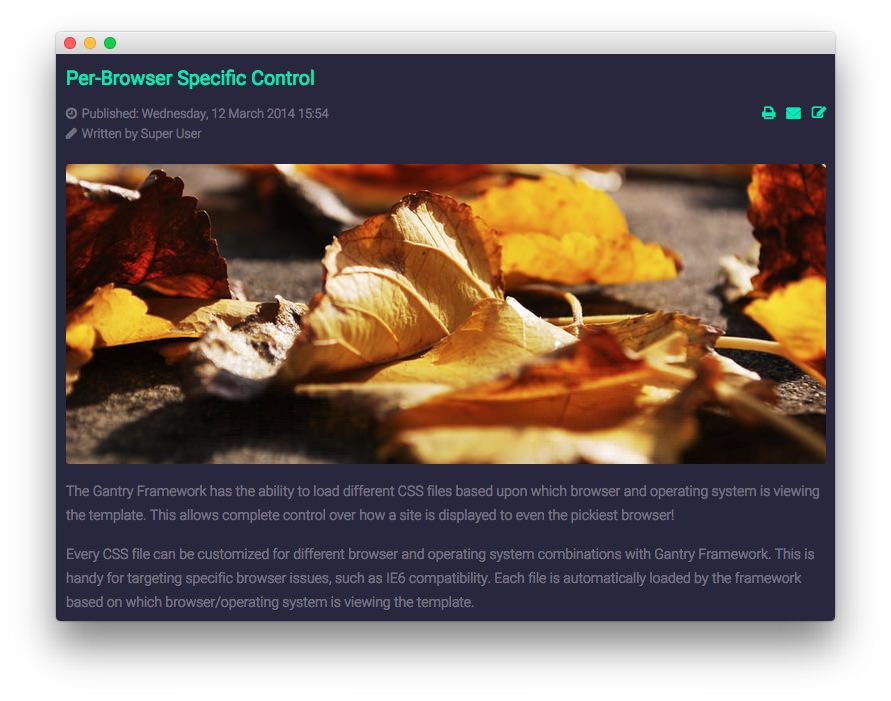 Per-Browser Specific Control
Published: Wednesday, 12 March 2014 15:54
Written by Super User
The Gantry Framework has the ability to load different CSS files based upon which browser and operating system is viewing
the template. This allows complete control over how a site is displayed to even the pickiest browser!
Every CSS file can be customized for different browser and operating system combinations with Gantry Framework. This is
handy for targeting specific browser issues, such as IE6 compatibility. Each file is automatically loaded by the framework
based on which browser/operating system is viewing the template.